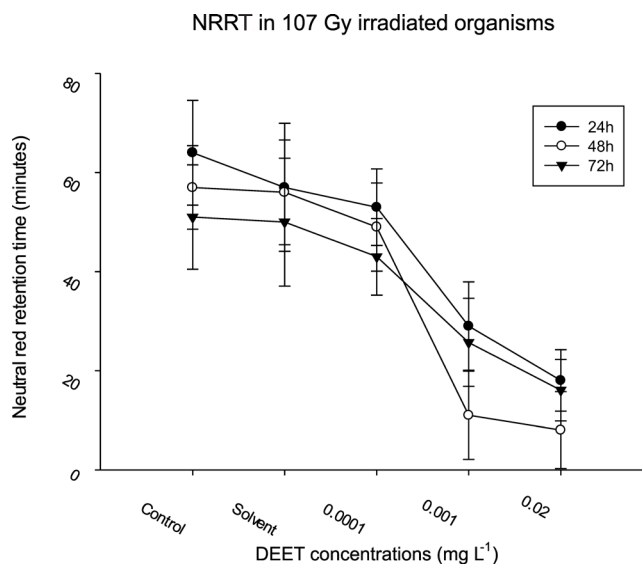 NRRT in 107 Gy irradiated organisms
Neutral red retention time (minutes)
80
60
40
20
0
24h
48h
72h
Control
Solvent
0.0001
0.001
0.02
DEET concentrations (mg L⁻¹)